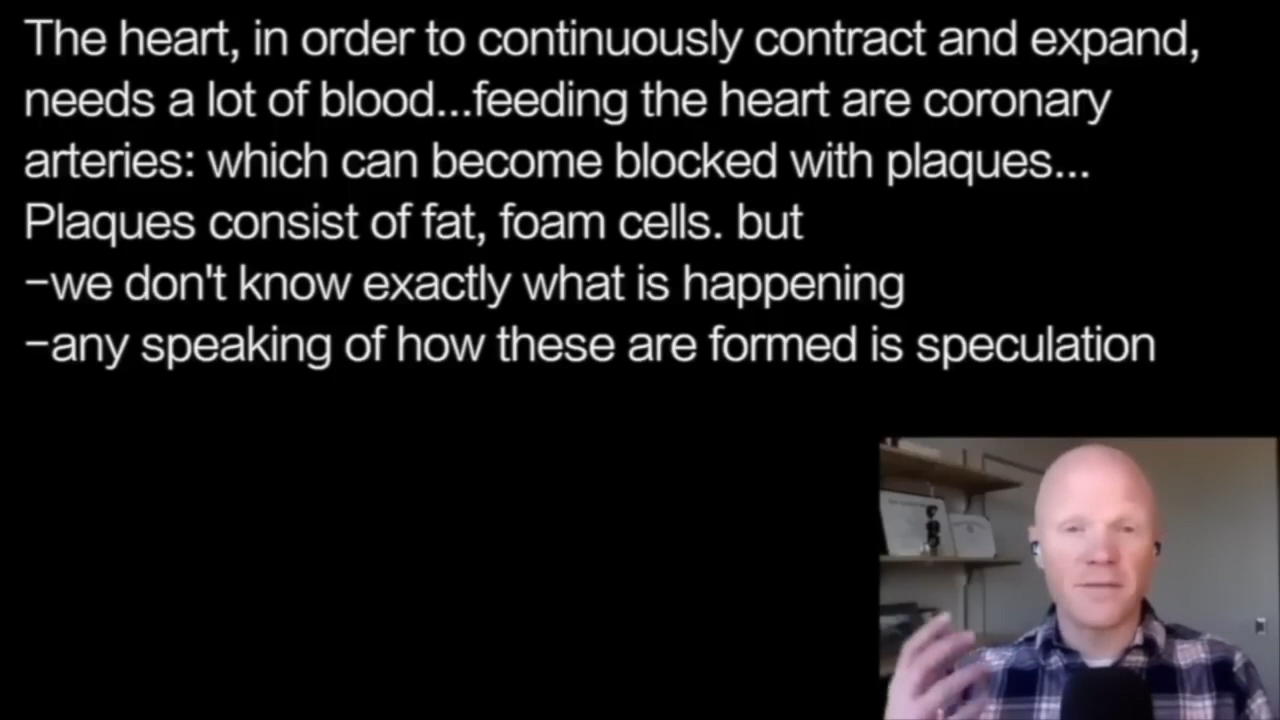 The heart, in order to continuously contract and expand,
needs a lot of blood...feeding the heart are coronary
arteries: which can become blocked with plaques...
Plaques consist of fat, foam cells. but
−we don't know exactly what is happening
−any speaking of how these are formed is speculation